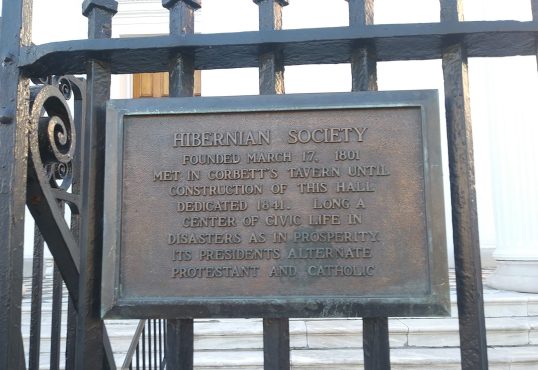 HIBERNIAN SOCIETY
FOUNDED MARCH 17, 1801
MET IN CORBETT'S TAVERN UNTIL
CONSTRUCTION OF THIS HALL
DEDICATED 1841. LONG A
CENTER OF CIVIC LIFE IN
DISASTERS AS IN PROSPERITY.
ITS PRESIDENTS ALTERNATE
PROTESTANT AND CATHOLIC